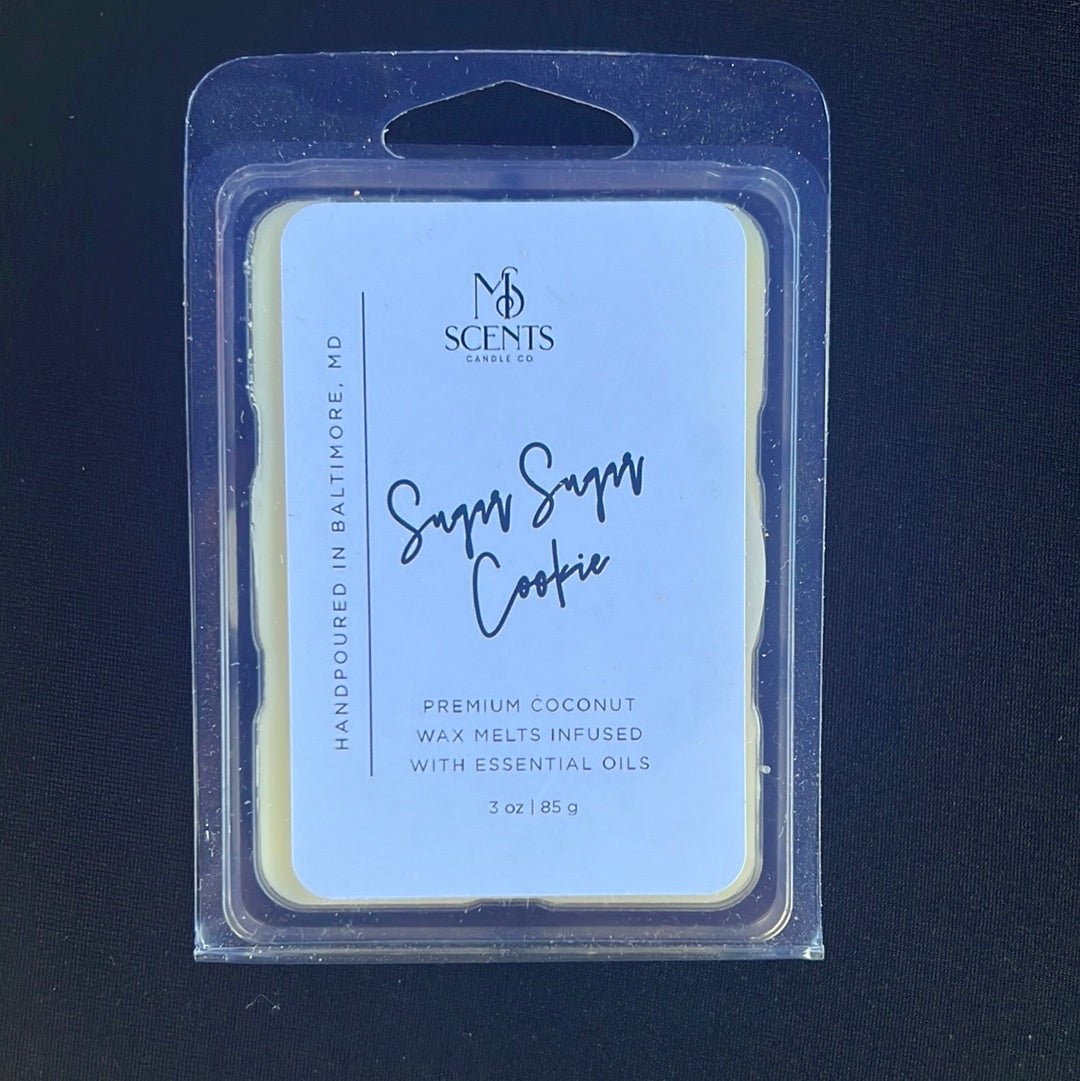 MS
SCENTS
CANDLE CO
HANDPOURED IN BALTIMORE, MD
Sugar Sugar
Cookie
PREMIUM COCONUT
WAX MELTS INFUSED
WITH ESSENTIAL OILS
3 oz | 85 g